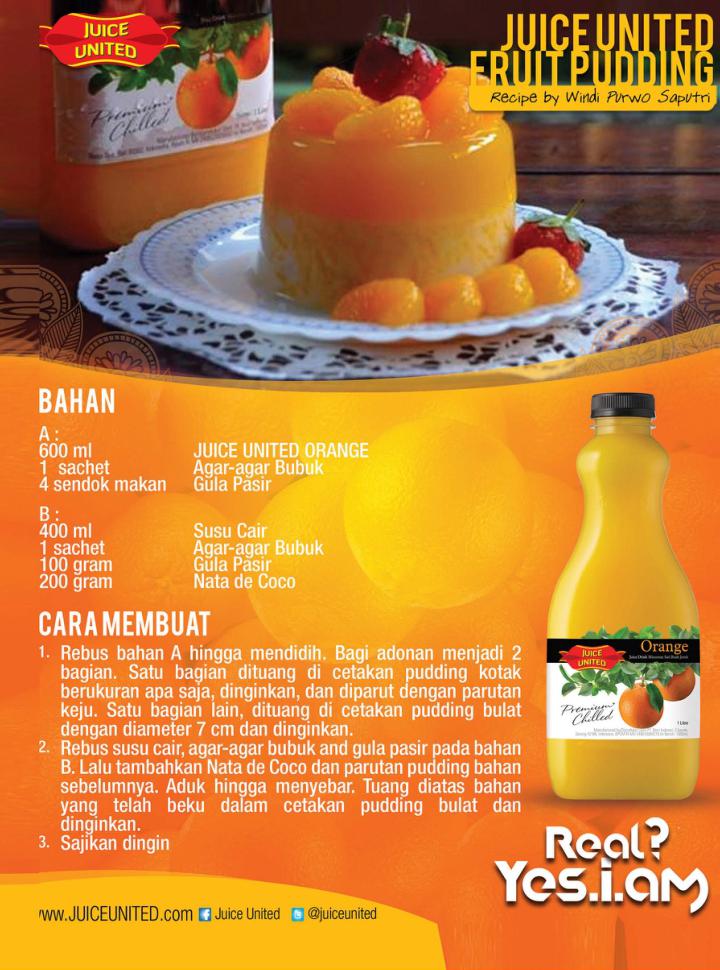 JUICE
UNITED
JUICE UNITED
FRUIT PUDDING
Recipe by Windi Purwo Saputri
Premium
Chilled
BAHAN
A :
600 ml JUICE UNITED ORANGE
1 sachet Agar-agar Bubuk
4 sendok makan Gula Pasir
B :
400 ml Susu Cair
1 sachet Agar-agar Bubuk
100 gram Gula Pasir
200 gram Nata de Coco
CARA MEMBUAT
1. Rebus bahan A hingga mendidih. Bagi adonan menjadi 2
bagian. Satu bagian dituang di cetakan pudding kotak
berukuran apa saja, dinginkan, dan diparut dengan parutan
keju. Satu bagian lain, dituang di cetakan pudding bulat
dengan diameter 7 cm dan dinginkan.
2. Rebus susu cair, agar-agar bubuk and gula pasir pada bahan
B. Lalu tambahkan Nata de Coco dan parutan pudding bahan
sebelumnya. Aduk hingga menyebar. Tuang diatas bahan
yang telah beku dalam cetakan pudding bulat dan
dinginkan.
3. Sajikan dingin
JUICE
UNITED
Orange
Premium
Chilled
1 Litre
Real?
Yes.i.am
www.JUICEUNITED.com Juice United @juiceunited